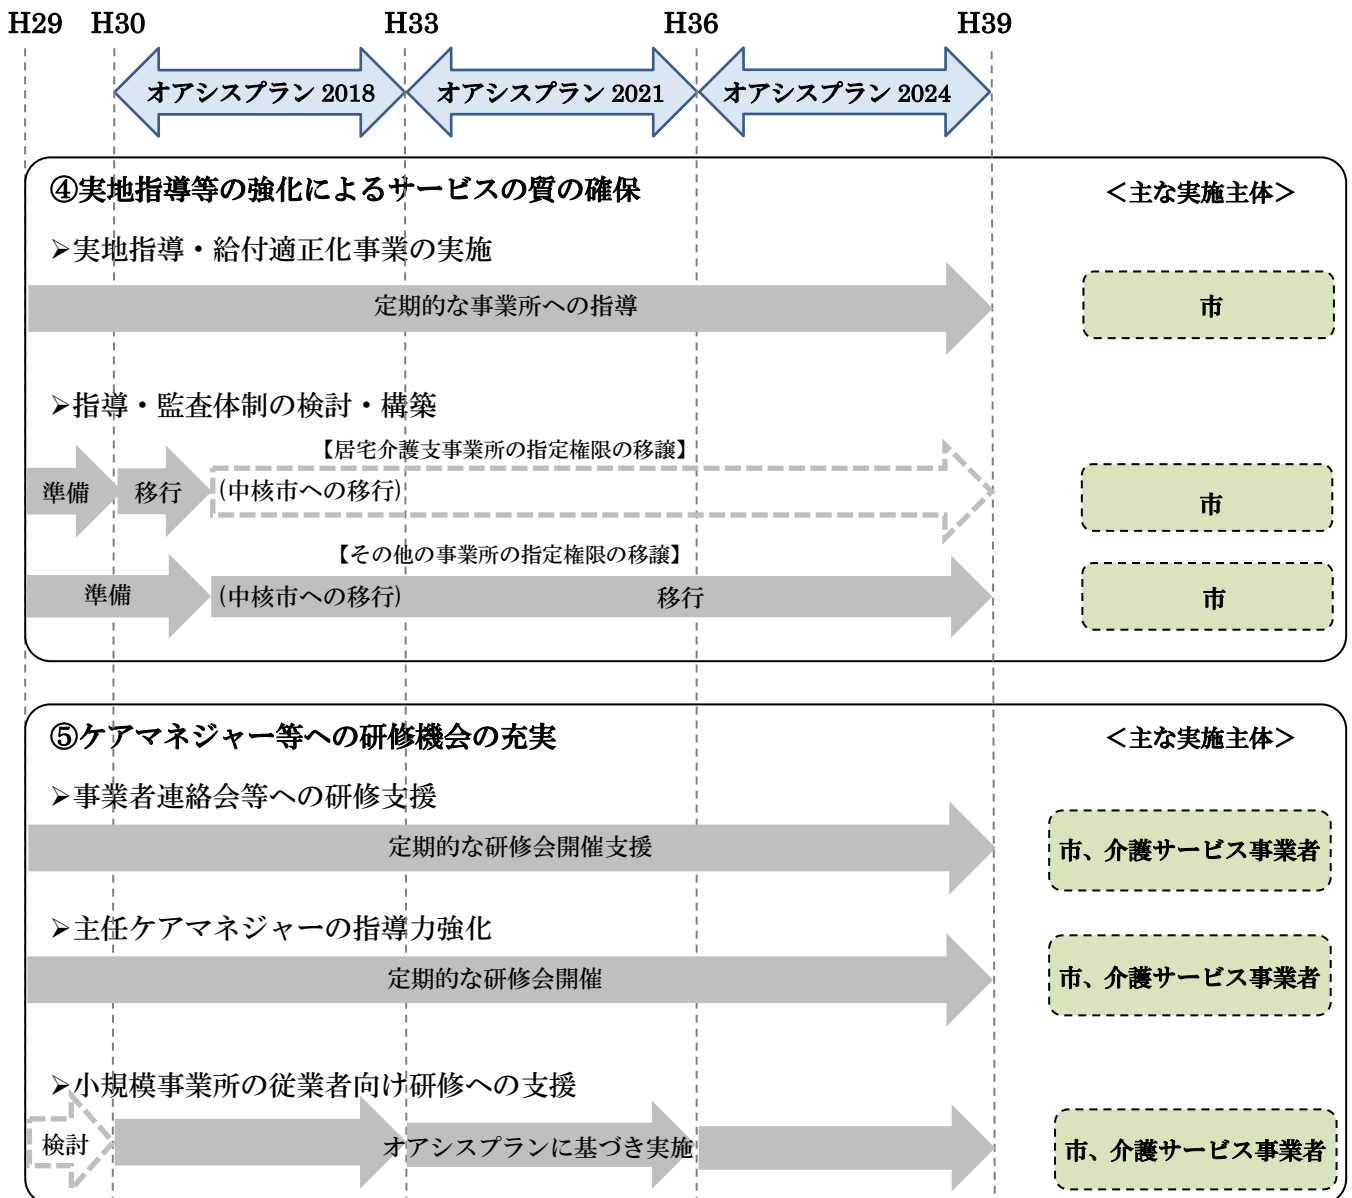 H29 H30 H33 H36 H39
オアシスプラン 2018 オアシスプラン 2021 オアシスプラン 2024
④実地指導等の強化によるサービスの質の確保 ＜主な実施主体＞
➢実地指導・給付適正化事業の実施
定期的な事業所への指導 市
➢指導・監査体制の検討・構築
【居宅介護支事業所の指定権限の移譲】
準備 移行 (中核市への移行) 市
【その他の事業所の指定権限の移譲】
準備 (中核市への移行) 移行 市
⑤ケアマネジャー等への研修機会の充実 ＜主な実施主体＞
➢事業者連絡会等への研修支援
定期的な研修会開催支援 市、介護サービス事業者
➢主任ケアマネジャーの指導力強化
定期的な研修会開催 市、介護サービス事業者
➢小規模事業所の従業者向け研修への支援
検討 オアシスプランに基づき実施 市、介護サービス事業者